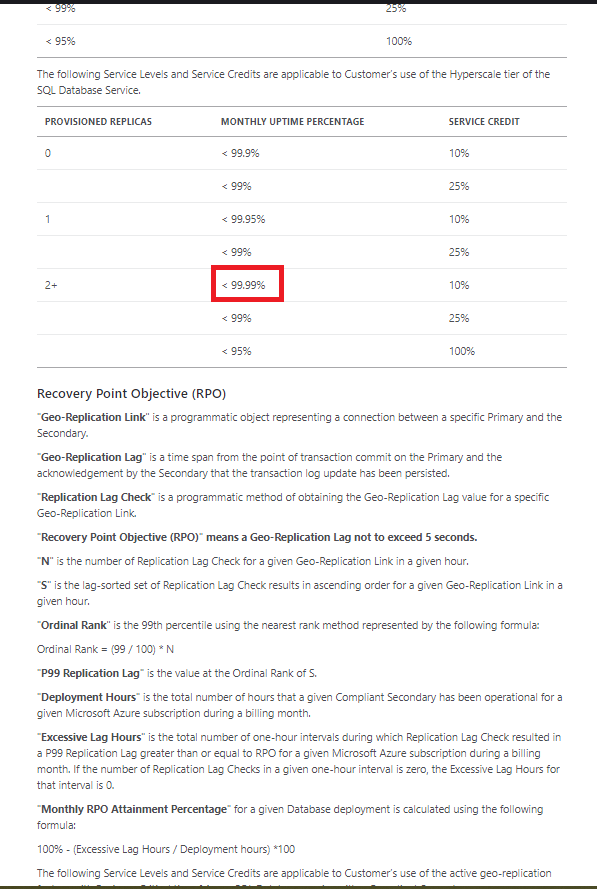 < 99% 25%
< 95% 100%
The following Service Levels and Service Credits are applicable to Customer's use of the Hyperscale tier of the
SQL Database Service.
PROVISIONED REPLICAS MONTHLY UPTIME PERCENTAGE SERVICE CREDIT
0 < 99.9% 10%
< 99% 25%
1 < 99.95% 10%
< 99% 25%
2+ < 99.99% 10%
< 99% 25%
< 95% 100%
Recovery Point Objective (RPO)
"Geo-Replication Link" is a programmatic object representing a connection between a specific Primary and the
Secondary.
"Geo-Replication Lag" is a time span from the point of transaction commit on the Primary and the
acknowledgement by the Secondary that the transaction log update has been persisted.
"Replication Lag Check" is a programmatic method of obtaining the Geo-Replication Lag value for a specific
Geo-Replication Link.
"Recovery Point Objective (RPO)" means a Geo-Replication Lag not to exceed 5 seconds.
"N" is the number of Replication Lag Check for a given Geo-Replication Link in a given hour.
"S" is the lag-sorted set of Replication Lag Check results in ascending order for a given Geo-Replication Link in a
given hour.
"Ordinal Rank" is the 99th percentile using the nearest rank method represented by the following formula:
Ordinal Rank = (99 / 100) * N
"P99 Replication Lag" is the value at the Ordinal Rank of S.
"Deployment Hours" is the total number of hours that a given Compliant Secondary has been operational for a
given Microsoft Azure subscription during a billing month.
"Excessive Lag Hours" is the total number of one-hour intervals during which Replication Lag Check resulted in
a P99 Replication Lag greater than or equal to RPO for a given Microsoft Azure subscription during a billing
month. If the number of Replication Lag Checks in a given one-hour interval is zero, the Excessive Lag Hours for
that interval is 0.
"Monthly RPO Attainment Percentage" for a given Database deployment is calculated using the following
formula:
100% - (Excessive Lag Hours / Deployment hours) *100
The following Service Levels and Service Credits are applicable to Customer's use of the active geo-replication